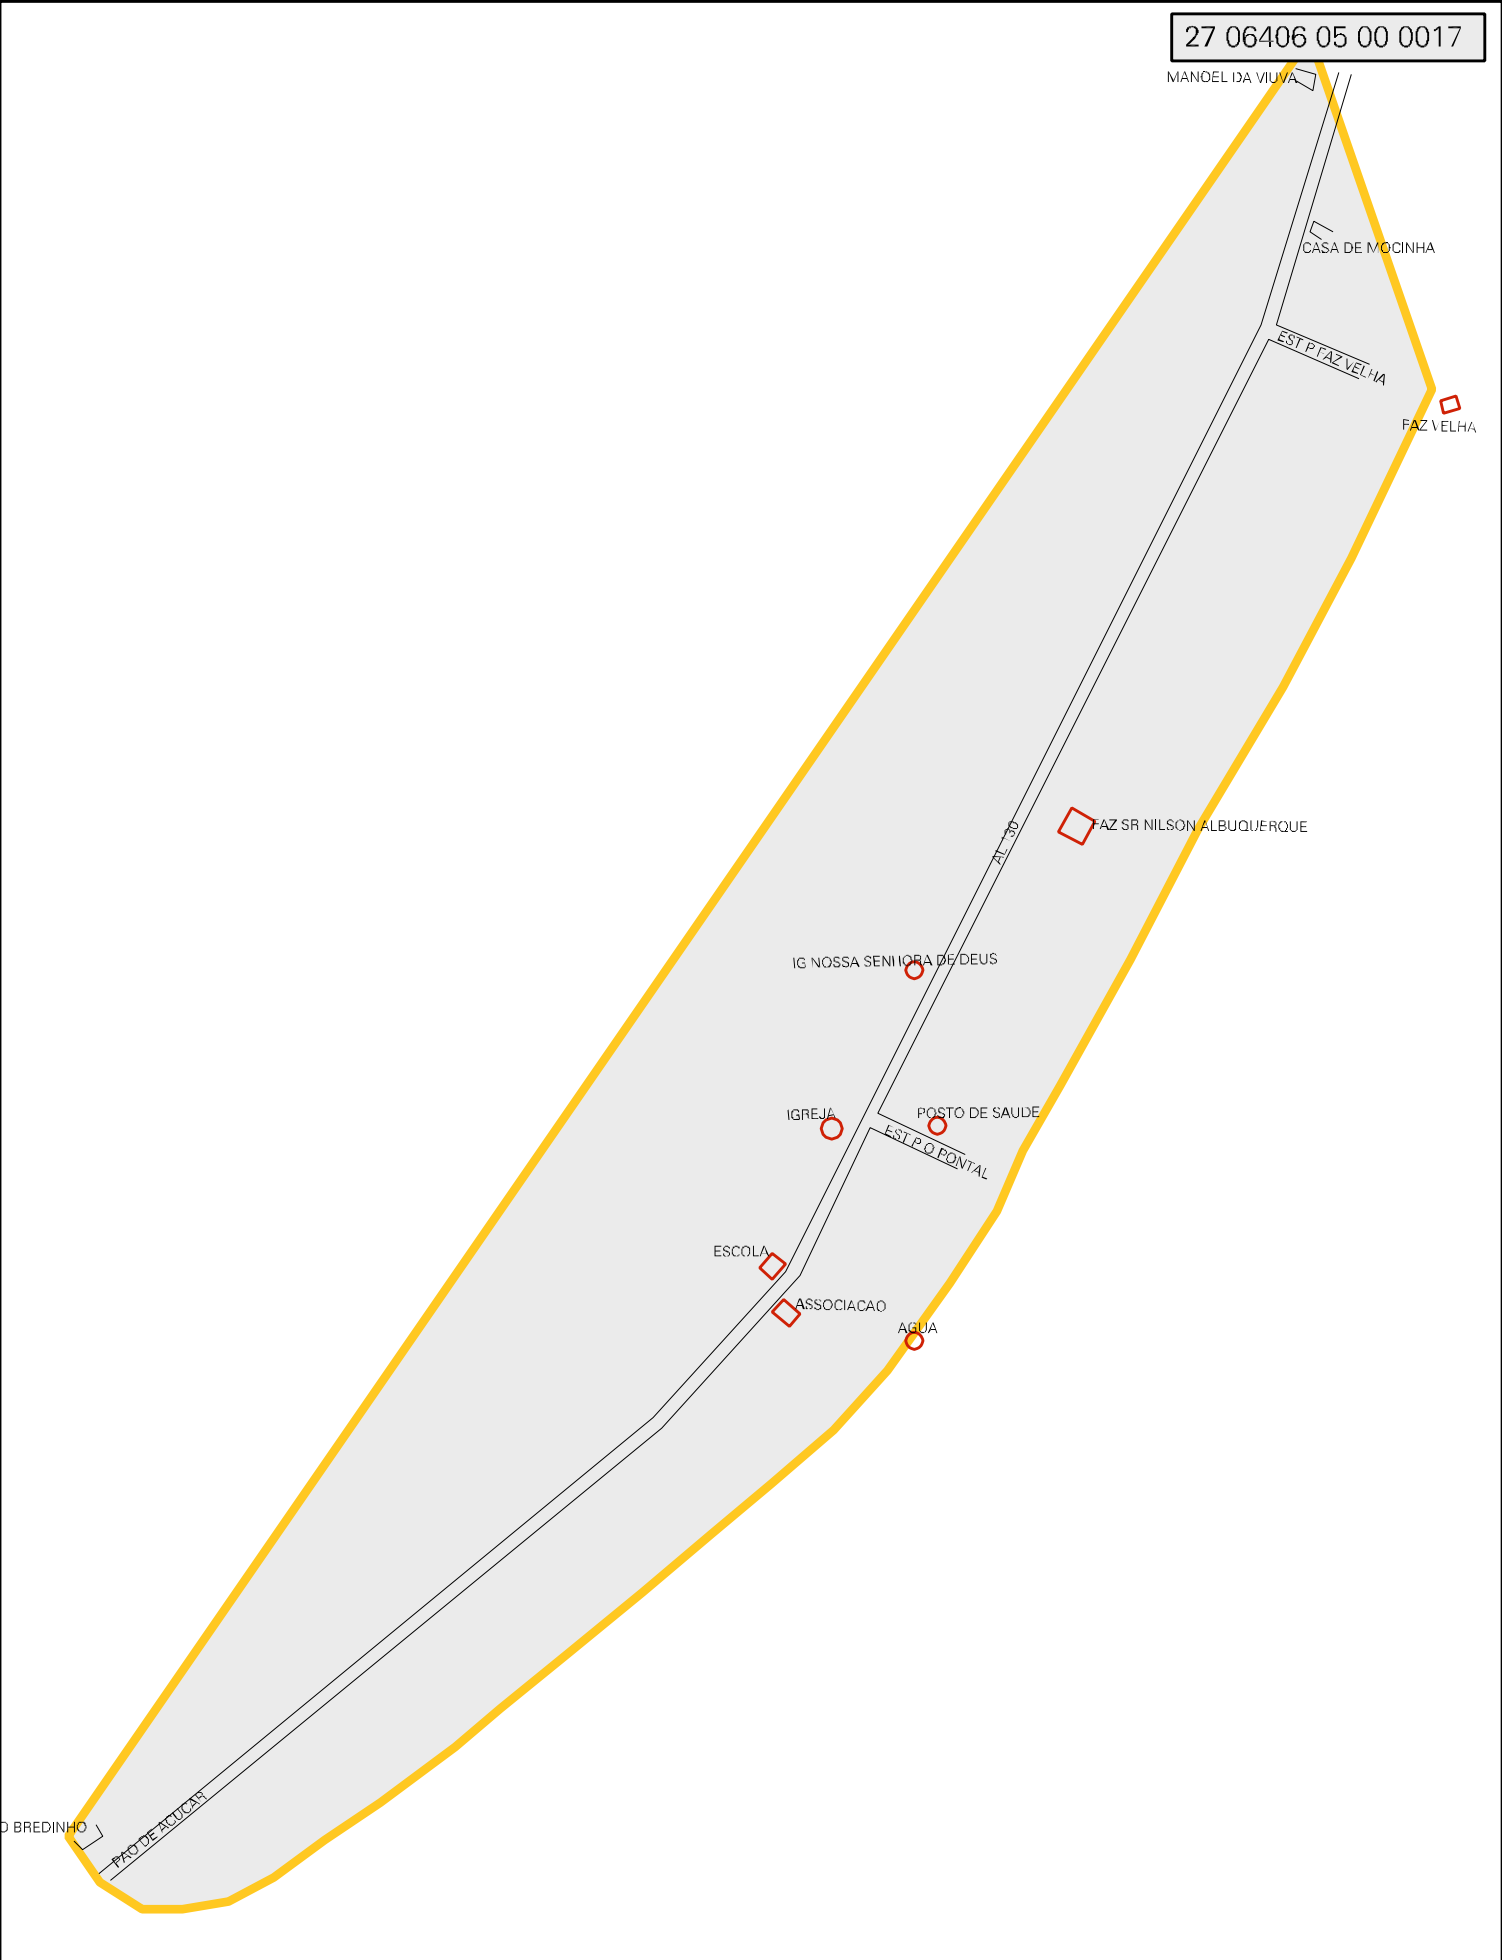 27 06406 05 00 0017
MANOEL DA VIUVA
CASA DE MOCINHA
EST P FAZ VELHA
FAZ VELHA
AL 130
FAZ SR NILSON ALBUQUERQUE
IG NOSSA SENHORA DE DEUS
IGREJA
POSTO DE SAUDE
EST P O PONTAL
ESCOLA
ASSOCIACAO
AGUA
PAO DE ACUCAR
O BREDINHO